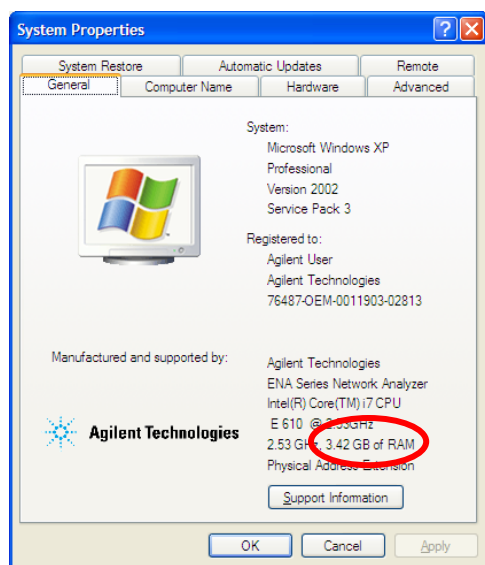 System Properties
System Restore
Automatic Updates
Remote
General
Computer Name
Hardware
Advanced
System:
Microsoft Windows XP
Professional
Version 2002
Service Pack 3
Registered to:
Agilent User
Agilent Technologies
76487-OEM-0011903-02813
Manufactured and supported by:
Agilent Technologies
ENA Series Network Analyzer
Intel(R) Core(TM) i7 CPU
E 610 @ 2.53GHz
Agilent Technologies
2.53 GHz, 3.42 GB of RAM
Physical Address Extension
Support Information
OK
Cancel
Apply